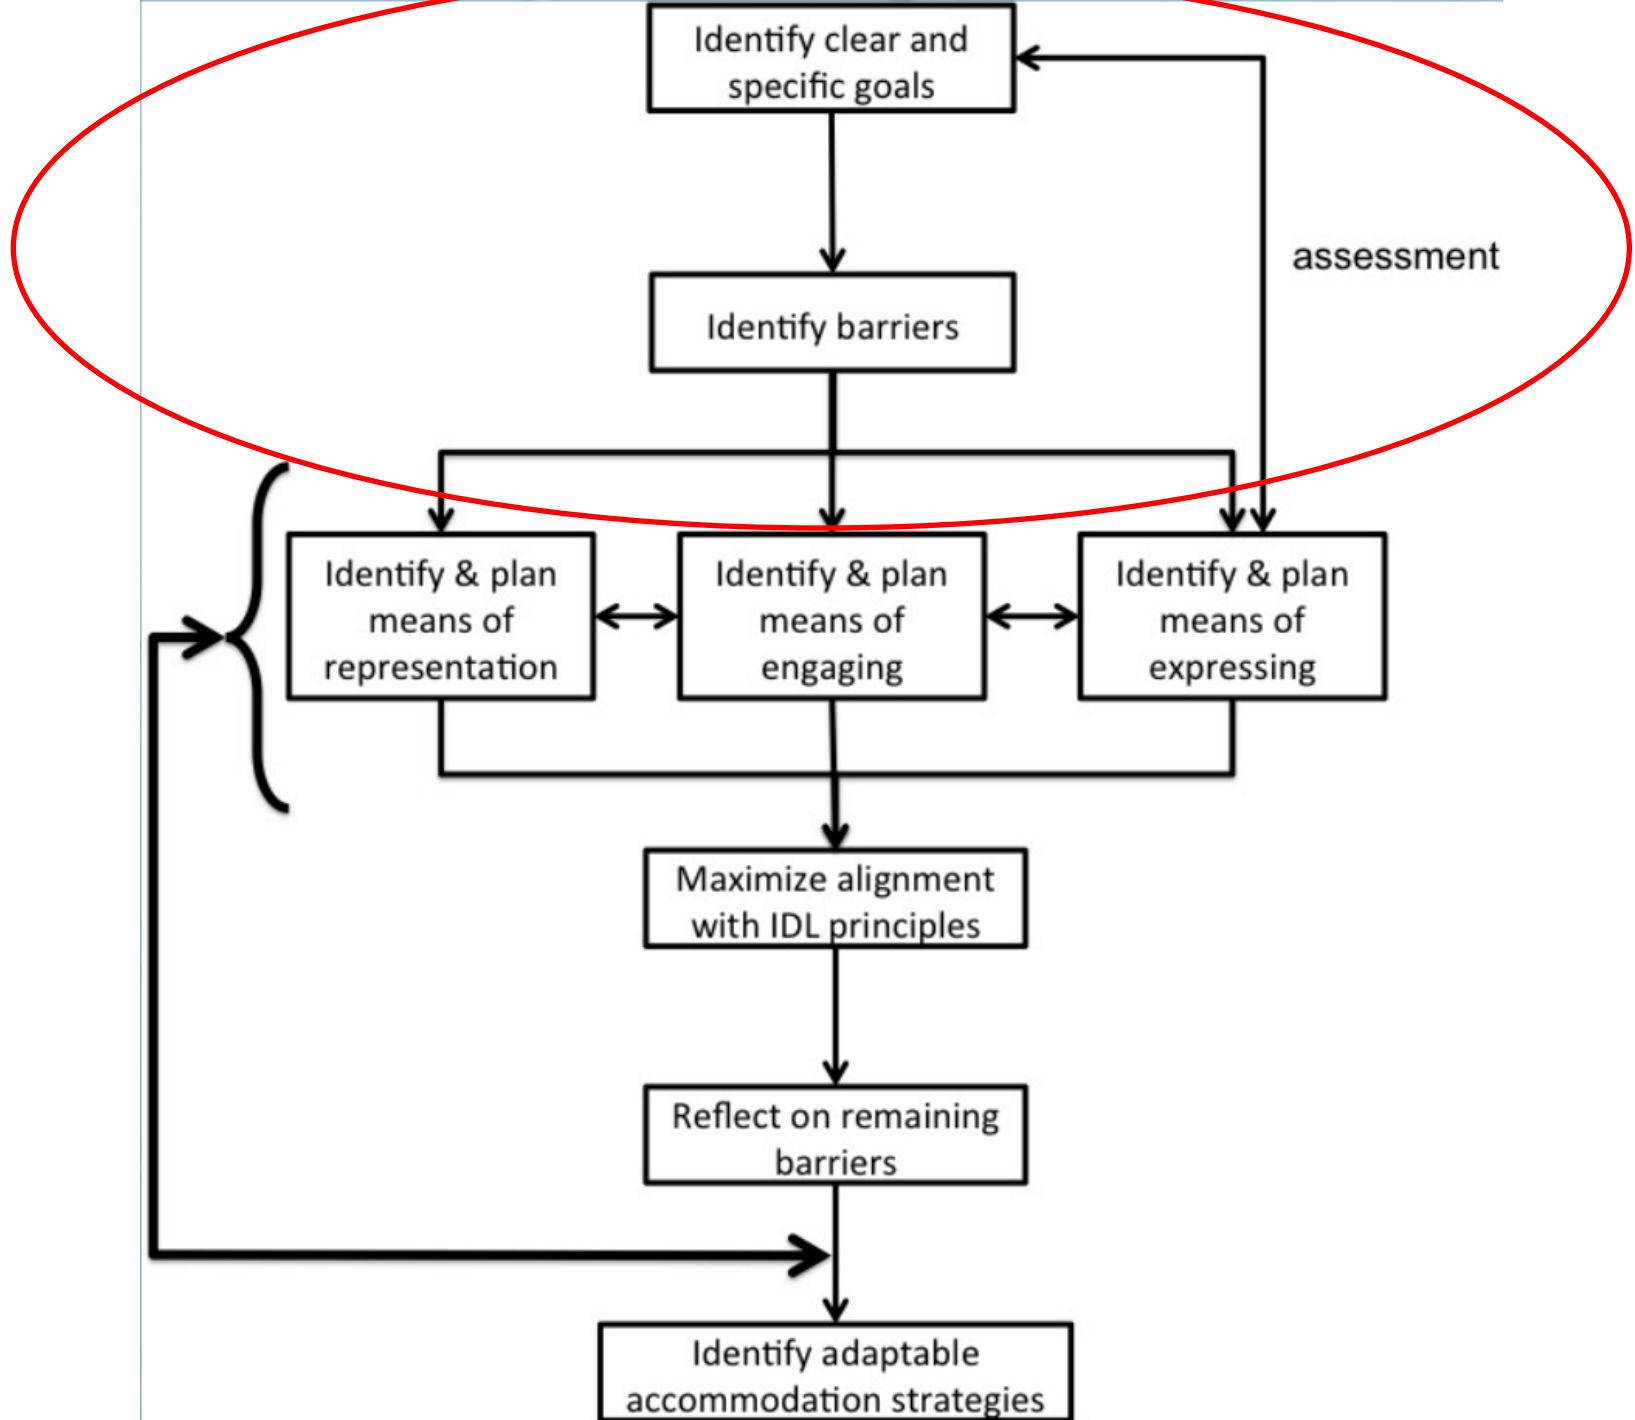 Identify clear and
specific goals
assessment
Identify barriers
Identify & plan
means of
representation
Identify & plan
means of
engaging
Identify & plan
means of
expressing
Maximize alignment
with IDL principles
Reflect on remaining
barriers
Identify adaptable
accommodation strategies